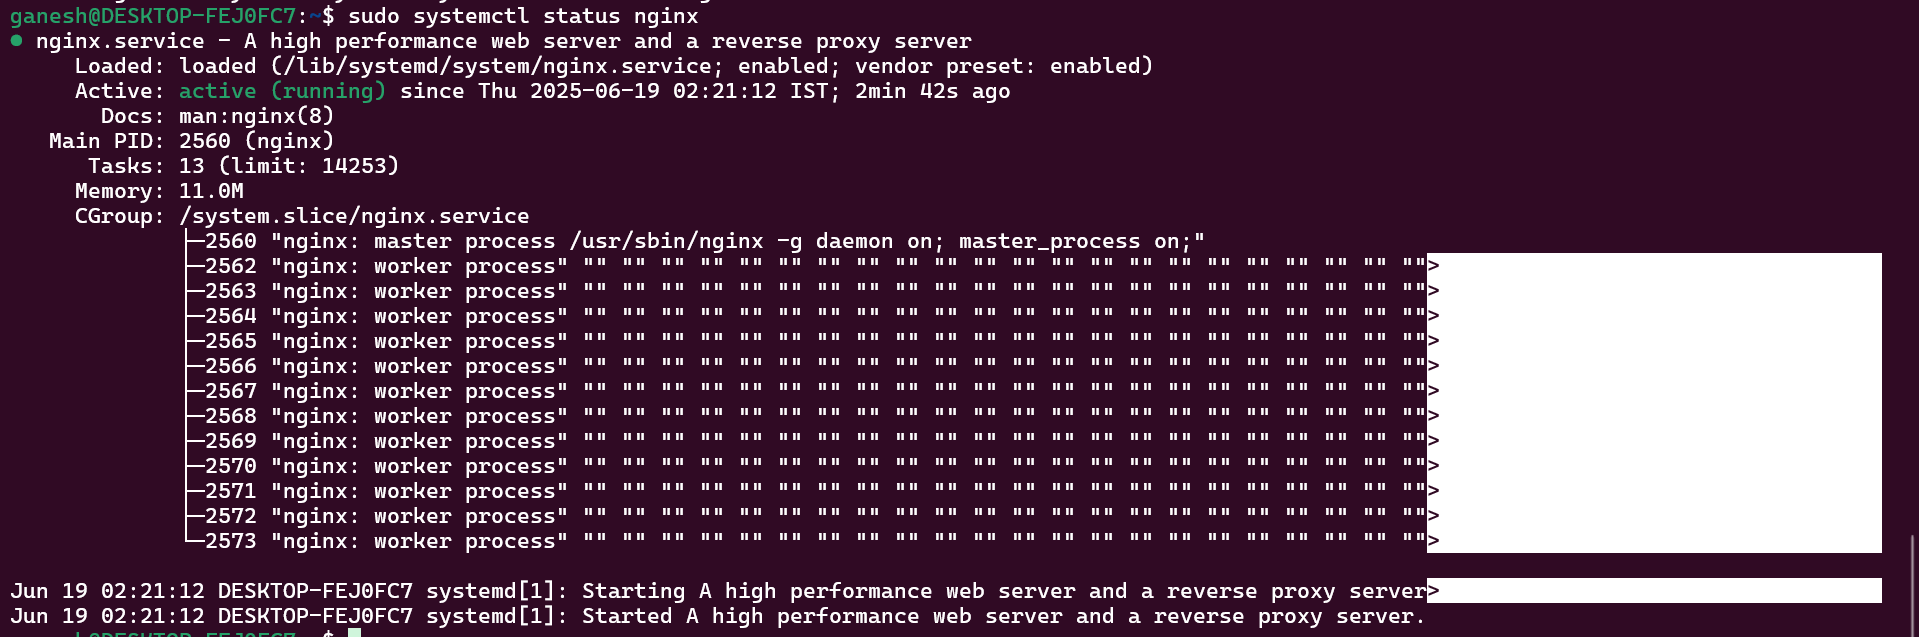 ganesh@DESKTOP-FEJ0FC7:~$ sudo systemctl status nginx
● nginx.service - A high performance web server and a reverse proxy server
     Loaded: loaded (/lib/systemd/system/nginx.service; enabled; vendor preset: enabled)
     Active: active (running) since Thu 2025-06-19 02:21:12 IST; 2min 42s ago
       Docs: man:nginx(8)
   Main PID: 2560 (nginx)
      Tasks: 13 (limit: 14253)
     Memory: 11.0M
     CGroup: /system.slice/nginx.service
             ├─2560 "nginx: master process /usr/sbin/nginx -g daemon on; master_process on;"
             ├─2562 "nginx: worker process" "" "" "" "" "" "" "" "" "" "" "" "" "" "" "" "" "" "" "" "" "" "">
             ├─2563 "nginx: worker process" "" "" "" "" "" "" "" "" "" "" "" "" "" "" "" "" "" "" "" "" "" "">
             ├─2564 "nginx: worker process" "" "" "" "" "" "" "" "" "" "" "" "" "" "" "" "" "" "" "" "" "" "">
             ├─2565 "nginx: worker process" "" "" "" "" "" "" "" "" "" "" "" "" "" "" "" "" "" "" "" "" "" "">
             ├─2566 "nginx: worker process" "" "" "" "" "" "" "" "" "" "" "" "" "" "" "" "" "" "" "" "" "" "">
             ├─2567 "nginx: worker process" "" "" "" "" "" "" "" "" "" "" "" "" "" "" "" "" "" "" "" "" "" "">
             ├─2568 "nginx: worker process" "" "" "" "" "" "" "" "" "" "" "" "" "" "" "" "" "" "" "" "" "" "">
             ├─2569 "nginx: worker process" "" "" "" "" "" "" "" "" "" "" "" "" "" "" "" "" "" "" "" "" "" "">
             ├─2570 "nginx: worker process" "" "" "" "" "" "" "" "" "" "" "" "" "" "" "" "" "" "" "" "" "" "">
             ├─2571 "nginx: worker process" "" "" "" "" "" "" "" "" "" "" "" "" "" "" "" "" "" "" "" "" "" "">
             ├─2572 "nginx: worker process" "" "" "" "" "" "" "" "" "" "" "" "" "" "" "" "" "" "" "" "" "" "">
             └─2573 "nginx: worker process" "" "" "" "" "" "" "" "" "" "" "" "" "" "" "" "" "" "" "" "" "" "">
Jun 19 02:21:12 DESKTOP-FEJ0FC7 systemd[1]: Starting A high performance web server and a reverse proxy server>
Jun 19 02:21:12 DESKTOP-FEJ0FC7 systemd[1]: Started A high performance web server and a reverse proxy server.